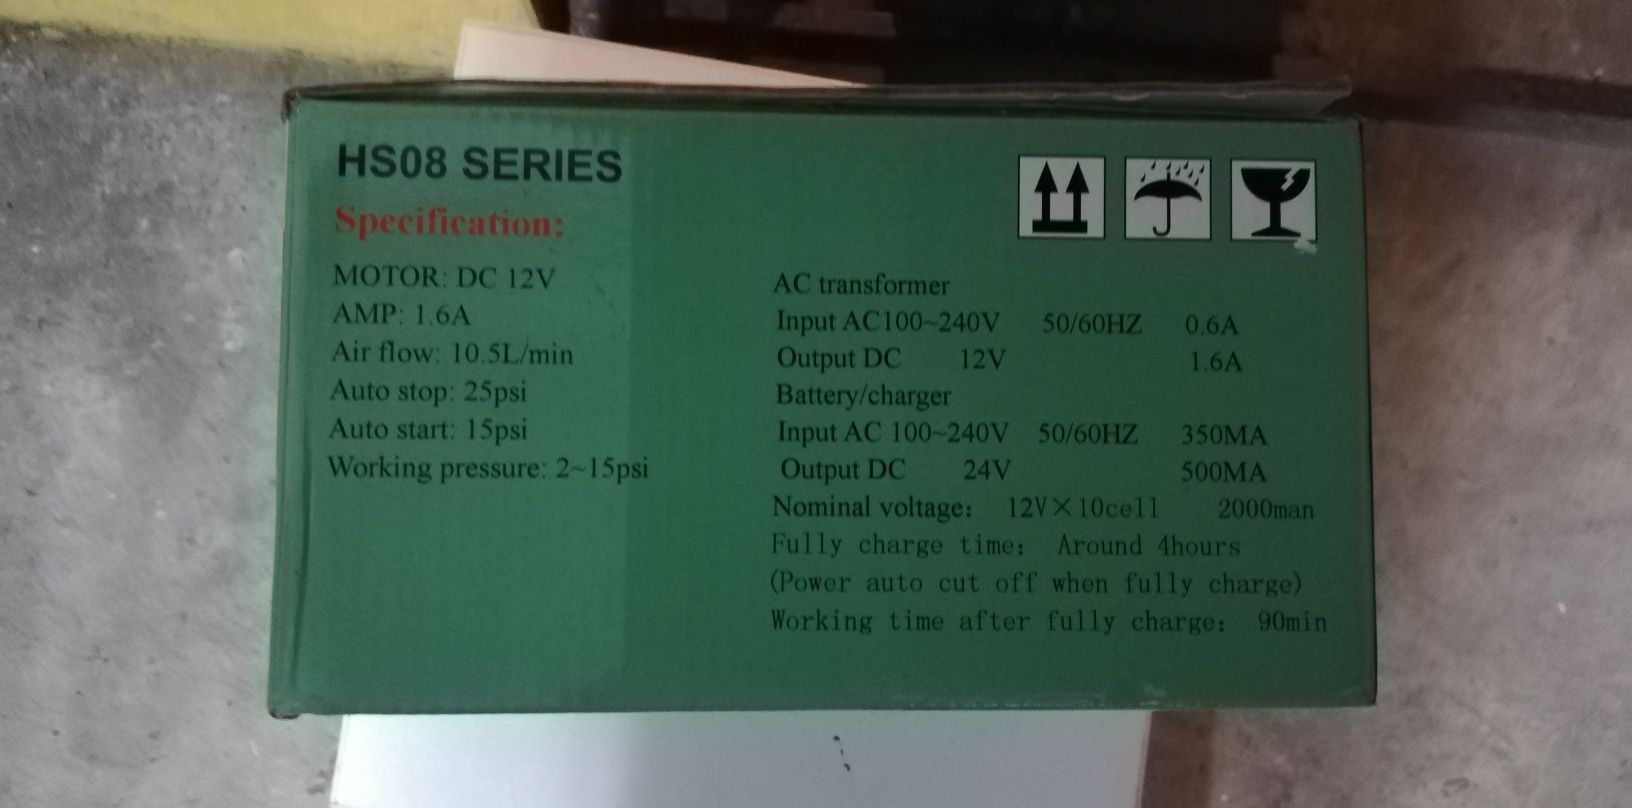 HS08 SERIES
Specification:
MOTOR: DC 12V
AMP: 1.6A
Air flow: 10.5L/min
Auto stop: 25psi
Auto start: 15psi
Working pressure: 2~15psi
AC transformer
Input AC100~240V 50/60HZ 0.6A
Output DC 12V 1.6A
Battery/charger
Input AC 100~240V 50/60HZ 350MA
Output DC 24V 500MA
Nominal voltage: 12V×10cell 2000man
Fully charge time: Around 4hours
(Power auto cut off when fully charge)
Working time after fully charge: 90min